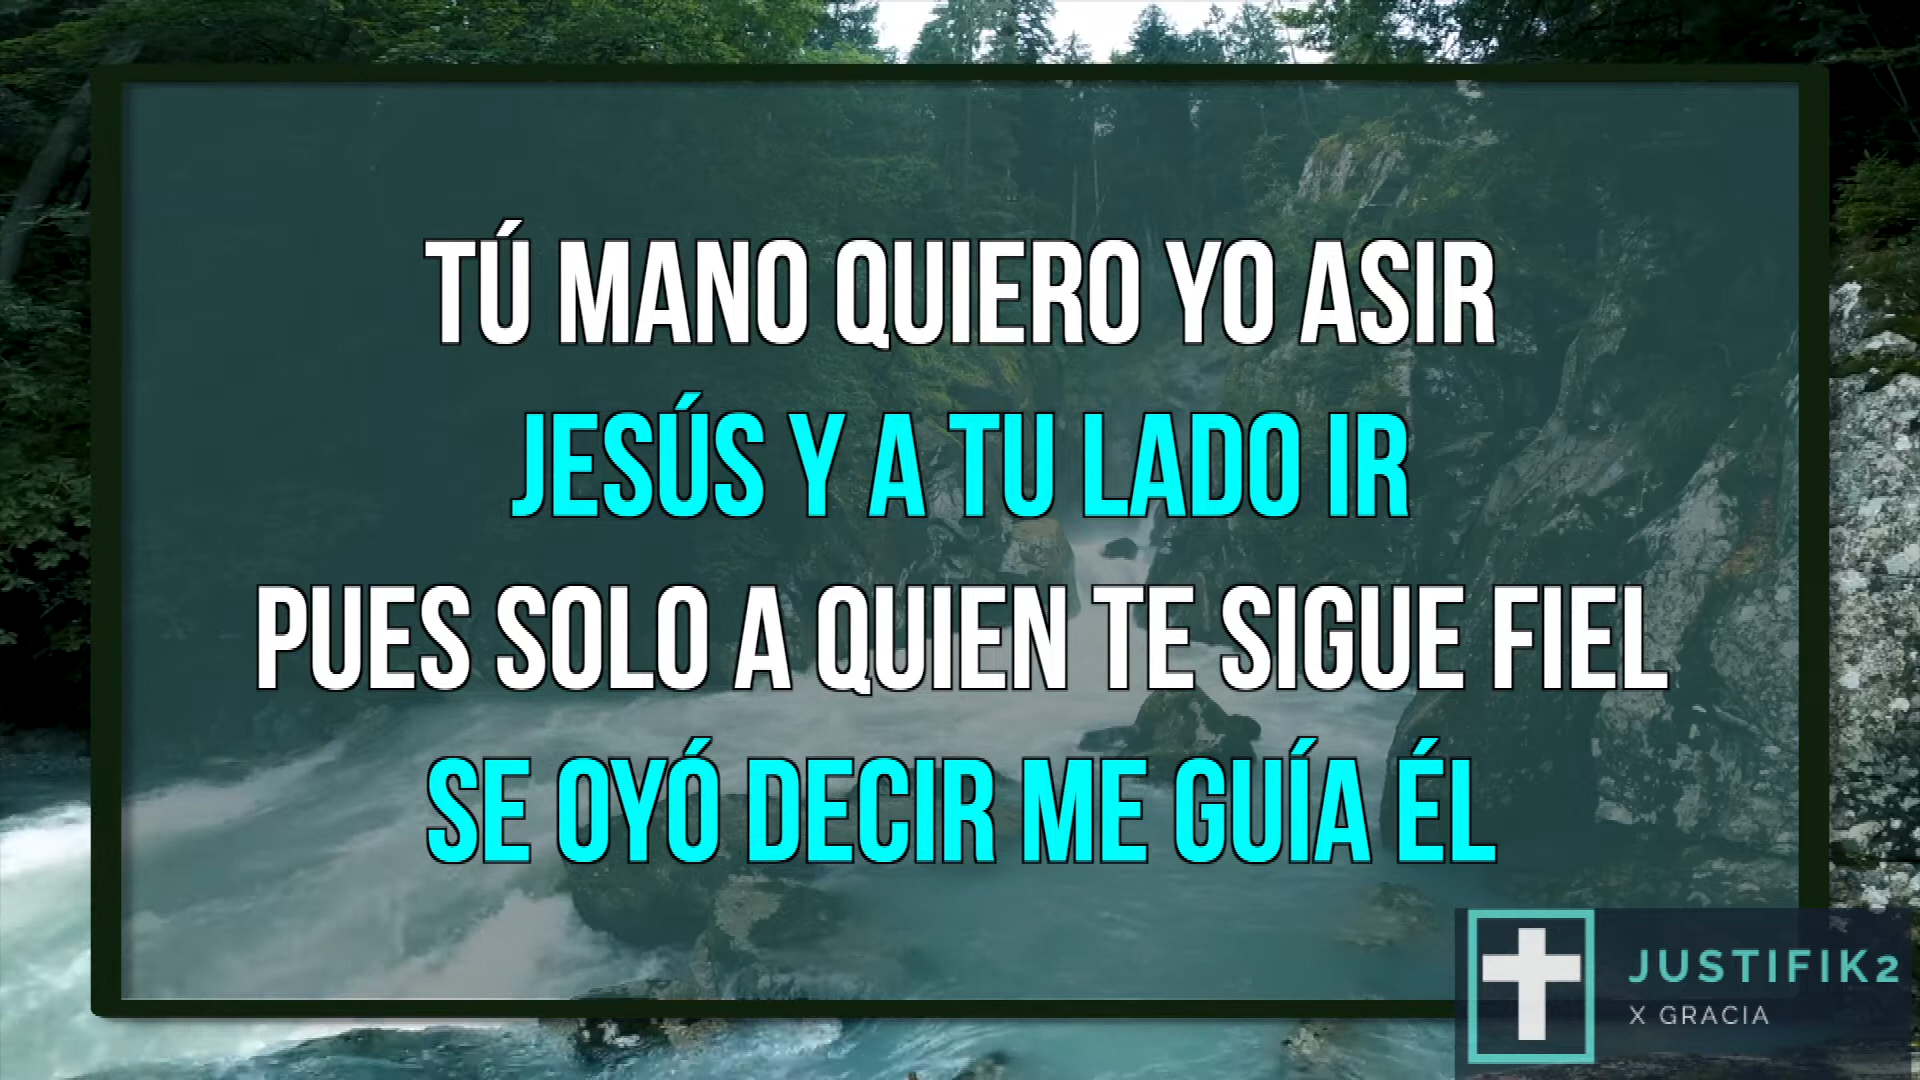 TÚ MANO QUIERO YO ASIR
JESÚS Y A TU LADO IR
PUES SOLO A QUIEN TE SIGUE FIEL
SE OYÓ DECIR ME GUÍA ÉL
JUSTIFIK2
X GRACIA